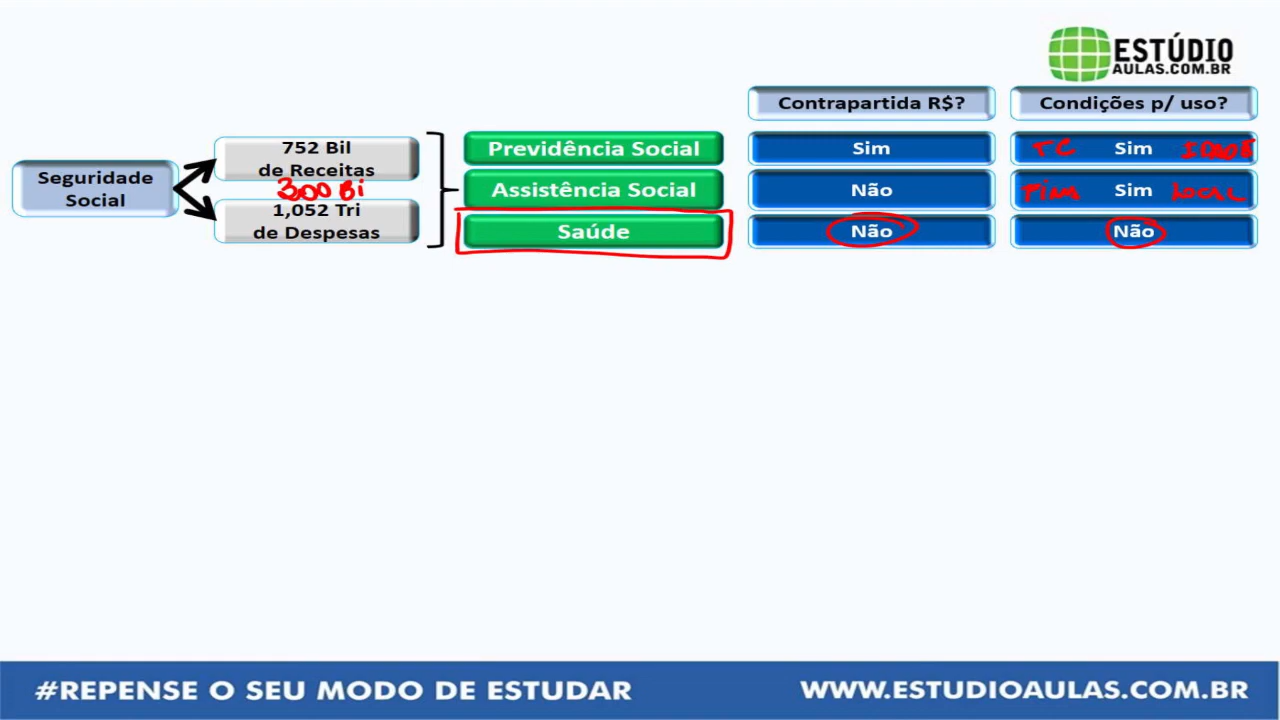 ESTÚDIO
AULAS.COM.BR
Contrapartida R$?
Condições p/ uso?
Seguridade
Social
752 Bil
de Receitas
300 Bi
1,052 Tri
de Despesas
Previdência Social
Sim
TC Sim IDADE
Assistência Social
Não
Sim LOCAL
Saúde
Não
Não
#REPENSE O SEU MODO DE ESTUDAR
WWW.ESTUDIOAULAS.COM.BR